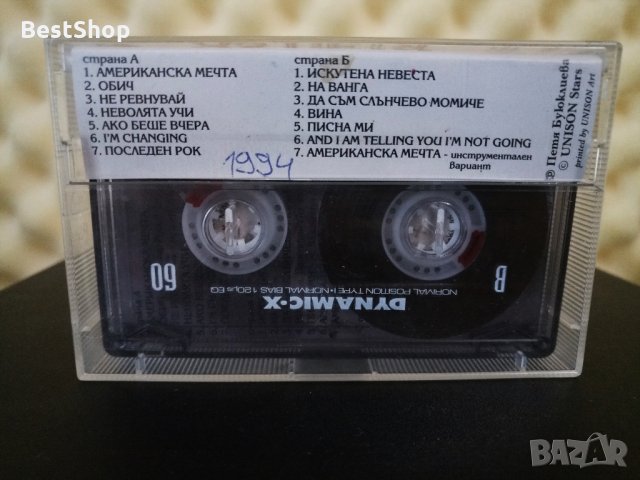 BestShop
страна А
1. АМЕРИКАНСКА МЕЧТА
2. ОБИЧ
3. НЕ РЕВНУВАЙ
4. НЕВОЛЯТА УЧИ
5. АКО БЕШЕ ВЧЕРА
6. I'M CHANGING
7. ПОСЛЕДЕН РОК
страна Б
1. ИСКУТЕНА НЕВЕСТА
2. НА ВАНГА
3. ДА СЪМ СЛЪНЧЕВО МОМИЧЕ
4. ВИНА
5. ПИСНА МИ
6. AND I AM TELLING YOU I'M NOT GOING
7. АМЕРИКАНСКА МЕЧТА - инструментален
вариант
1994
℗ Петя Буюклиева
© UNISON Stars
printed by UNISON Art
60
B
NORMAL POSITION TYPE I • NORMAL BIAS 120µs EQ
DYNAMIC-X
BAZAR